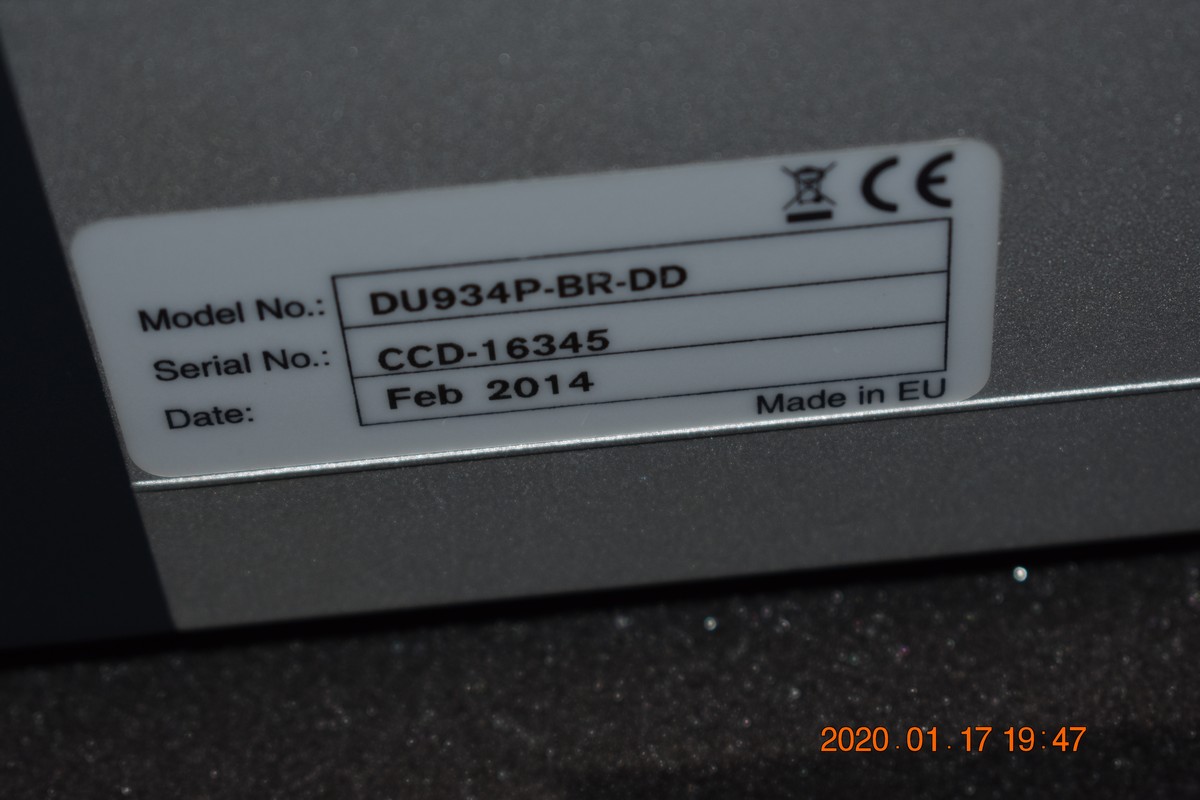 CE
Model No.: DU934P-BR-DD
Serial No.: CCD-16345
Date: Feb 2014
Made in EU
2020.01.17 19:47